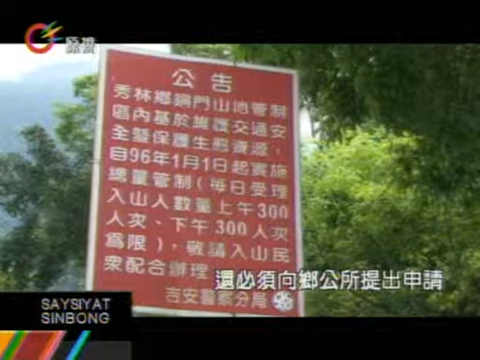 原視
公告
秀林鄉銅門山地管制
區內基於維護交通安
全暨保護生態資源，
自96年1月1日起實施
總量管制（每日受理
入山人數量上午300
人次、下午300人次
為限），敬請入山民
眾配合辦理
吉安警察分局
還必須向鄉公所提出申請
SAYSIYAT
SINBONG